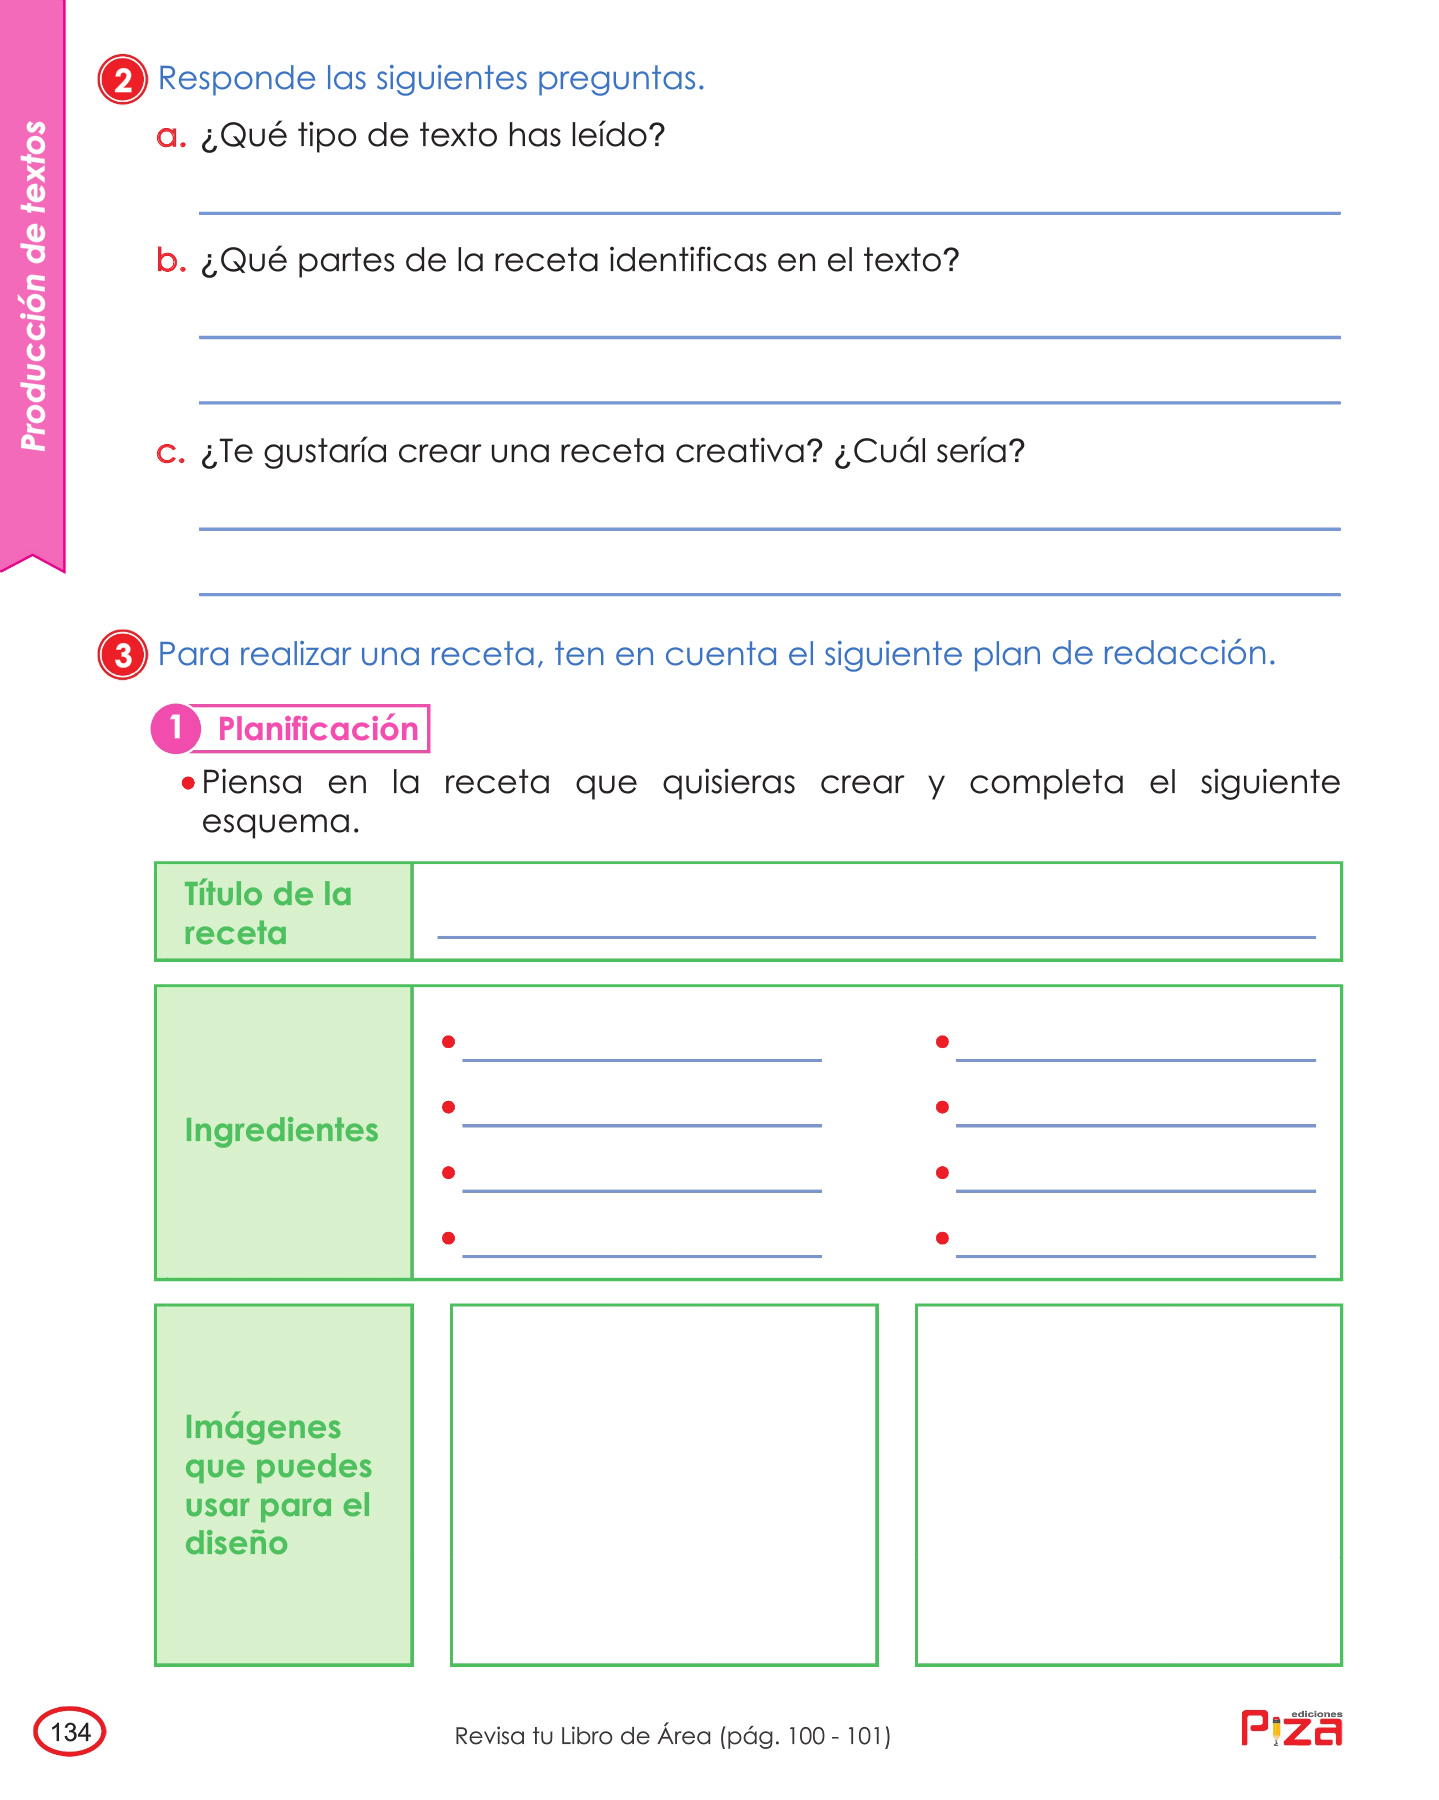 Producción de textos
2 Responde las siguientes preguntas.
a. ¿Qué tipo de texto has leído?
b. ¿Qué partes de la receta identificas en el texto?
c. ¿Te gustaría crear una receta creativa? ¿Cuál sería?
3 Para realizar una receta, ten en cuenta el siguiente plan de redacción.
1 Planificación
• Piensa en la receta que quisieras crear y completa el siguiente
esquema.
Título de la
receta
Ingredientes
Imágenes
que puedes
usar para el
diseño
134
Revisa tu Libro de Área (pág. 100 - 101)
ediciones
Piza